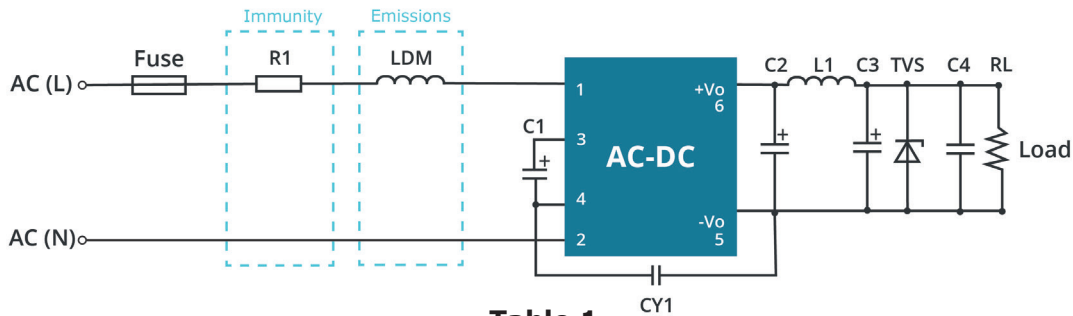 Immunity
Emissions
Fuse
R1
LDM
C2
L1
C3
TVS
C4
RL
AC (L)
1
+Vo
6
C1
3
+
+
+
AC-DC
Load
4
-Vo
5
AC (N)
2
CY1
Table 1